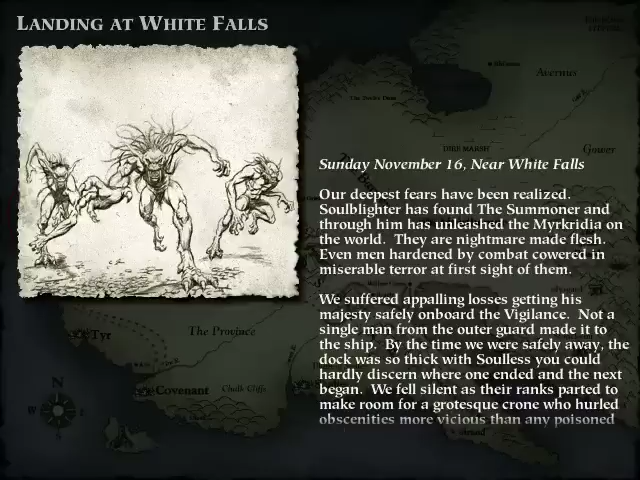 LANDING AT WHITE FALLS
Avernus
DIRE MARSH
Gower
Sunday November 16, Near White Falls
Our deepest fears have been realized.
Soulblighter has found The Summoner and
through him has unleashed the Myrkridia on
the world. They are nightmare made flesh.
Even men hardened by combat cowered in
miserable terror at first sight of them.
We suffered appalling losses getting his
majesty safely onboard the Vigilance. Not a
single man from the outer guard made it to
the ship. By the time we were safely away, the
dock was so thick with Soulless you could
hardly discern where one ended and the next
began. We fell silent as their ranks parted to
make room for a grotesque crone who hurled
obscenities more vicious than any poisoned
The Province
Tyr
Covenant
Chalk Cliffs
N
W
S